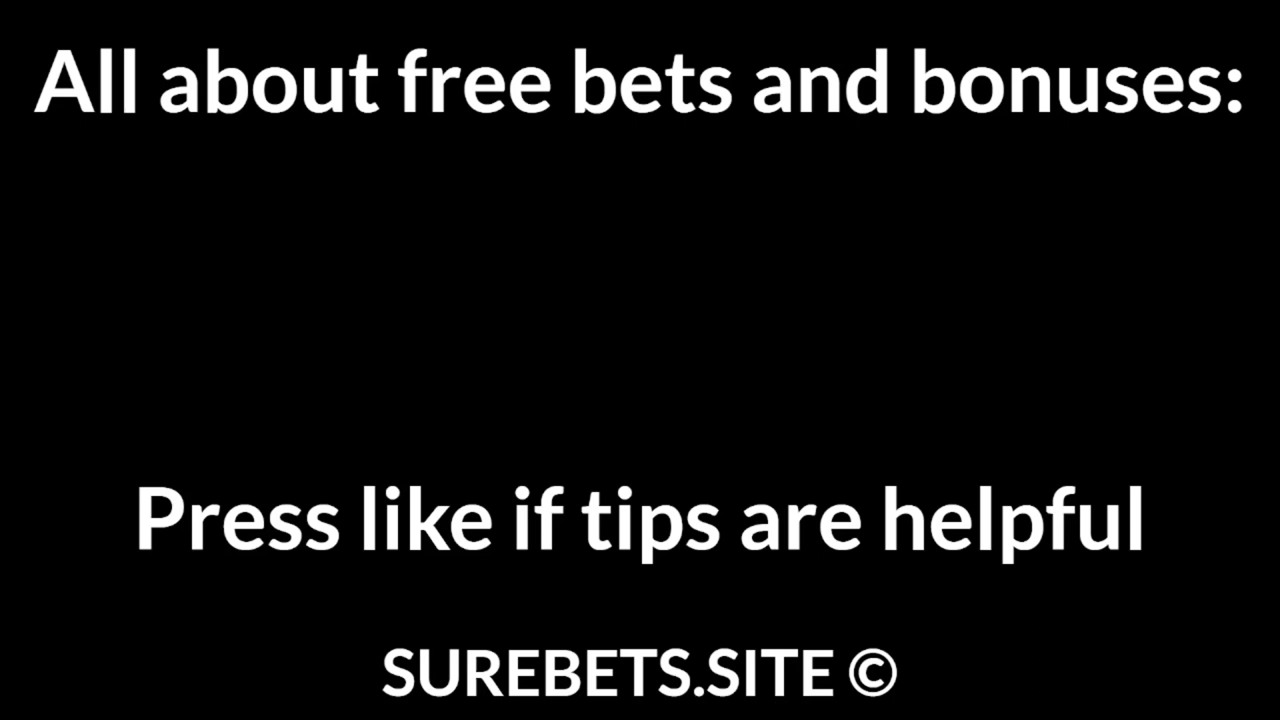 All about free bets and bonuses:
Press like if tips are helpful
SUREBETS.SITE ©